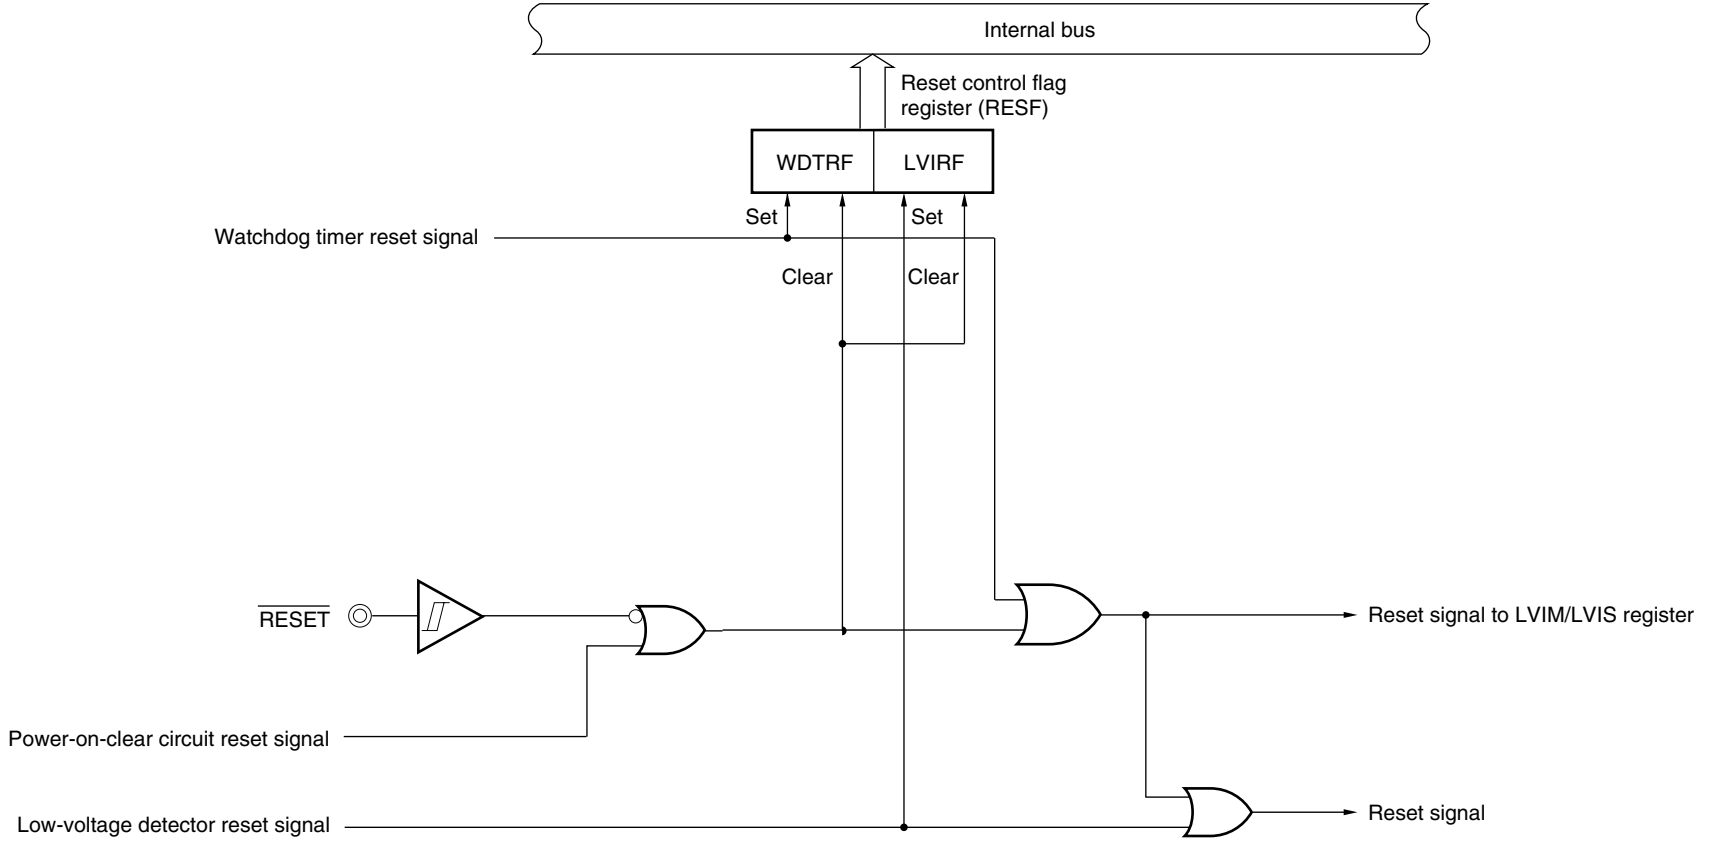 Internal bus
Reset control flag
register (RESF)
WDTRF
LVIRF
Set
Set
Watchdog timer reset signal
Clear
Clear
RESET
Reset signal to LVIM/LVIS register
Power-on-clear circuit reset signal
Low-voltage detector reset signal
Reset signal